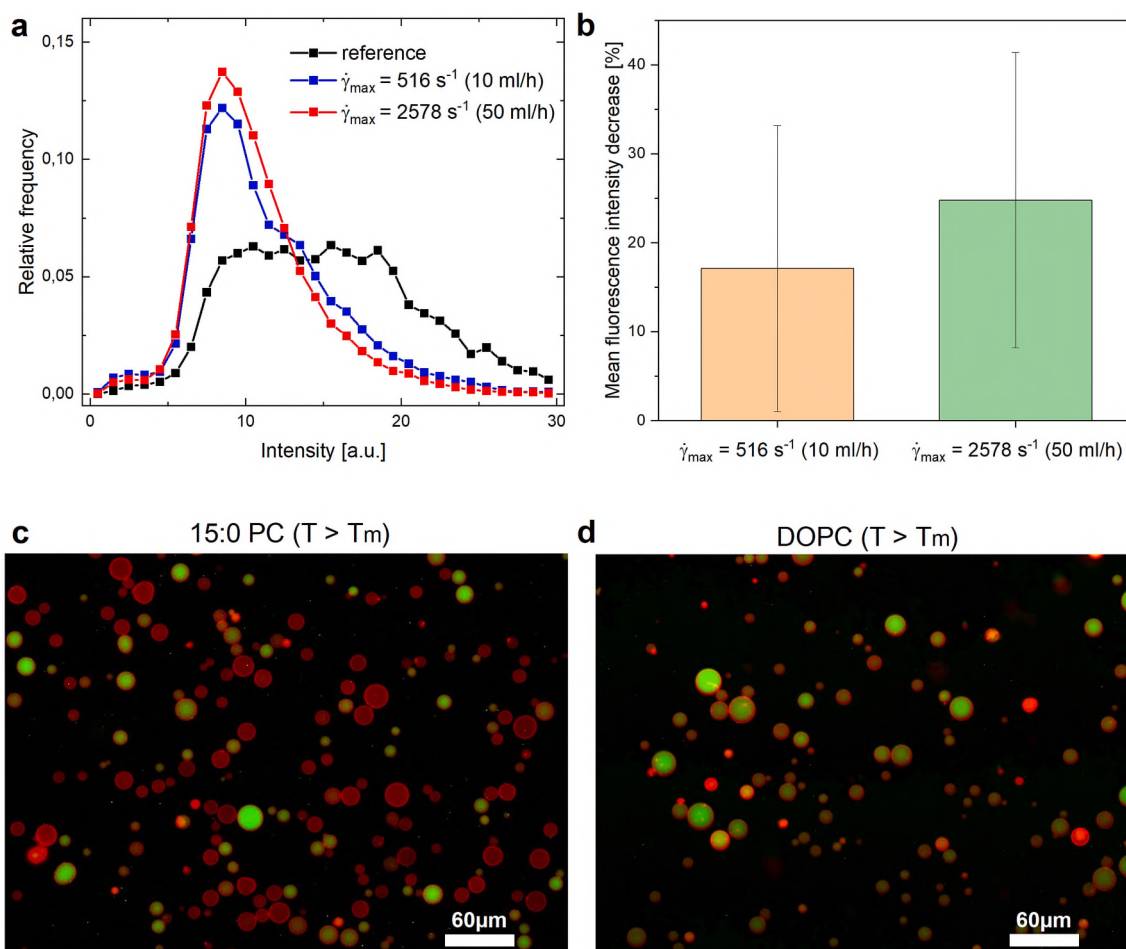 a
0,15
0,10
0,05
0,00
Relative frequency
reference
γ̇max = 516 s⁻¹ (10 ml/h)
γ̇max = 2578 s⁻¹ (50 ml/h)
0
10
20
30
Intensity [a.u.]
b
40
30
20
10
0
Mean fluorescence intensity decrease [%]
γ̇max = 516 s⁻¹ (10 ml/h)
γ̇max = 2578 s⁻¹ (50 ml/h)
c
15:0 PC (T > Tm)
60µm
d
DOPC (T > Tm)
60µm